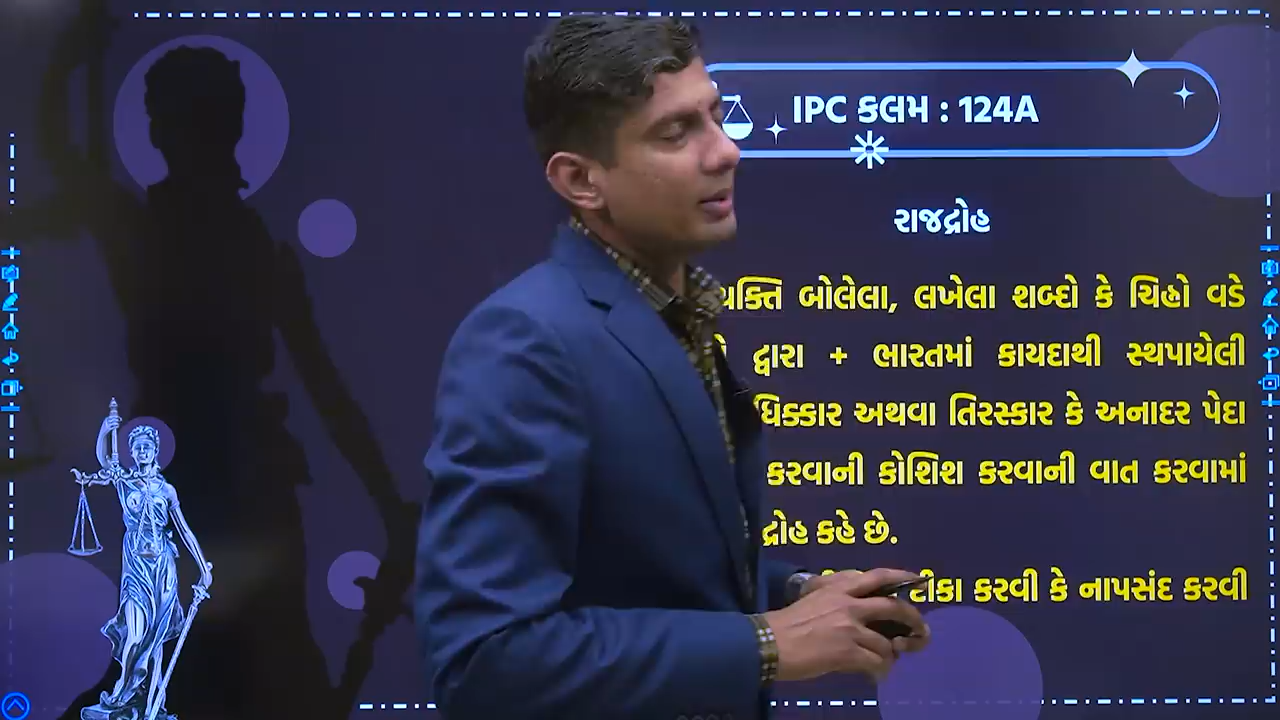 IPC કલમ : 124A
રાજદ્રોહ
બોલેલા, લખેલા શબ્દો કે ચિહ્નો વડે
દ્વારા + ભારતમાં કાયદાથી સ્થપાયેલી
ધિક્કાર અથવા તિરસ્કાર કે અનાદર પેદા
કરવાની કોશિશ કરવાની વાત કરવામાં
દ્રોહ કહે છે.
કરવી કે નાપસંદ કરવી